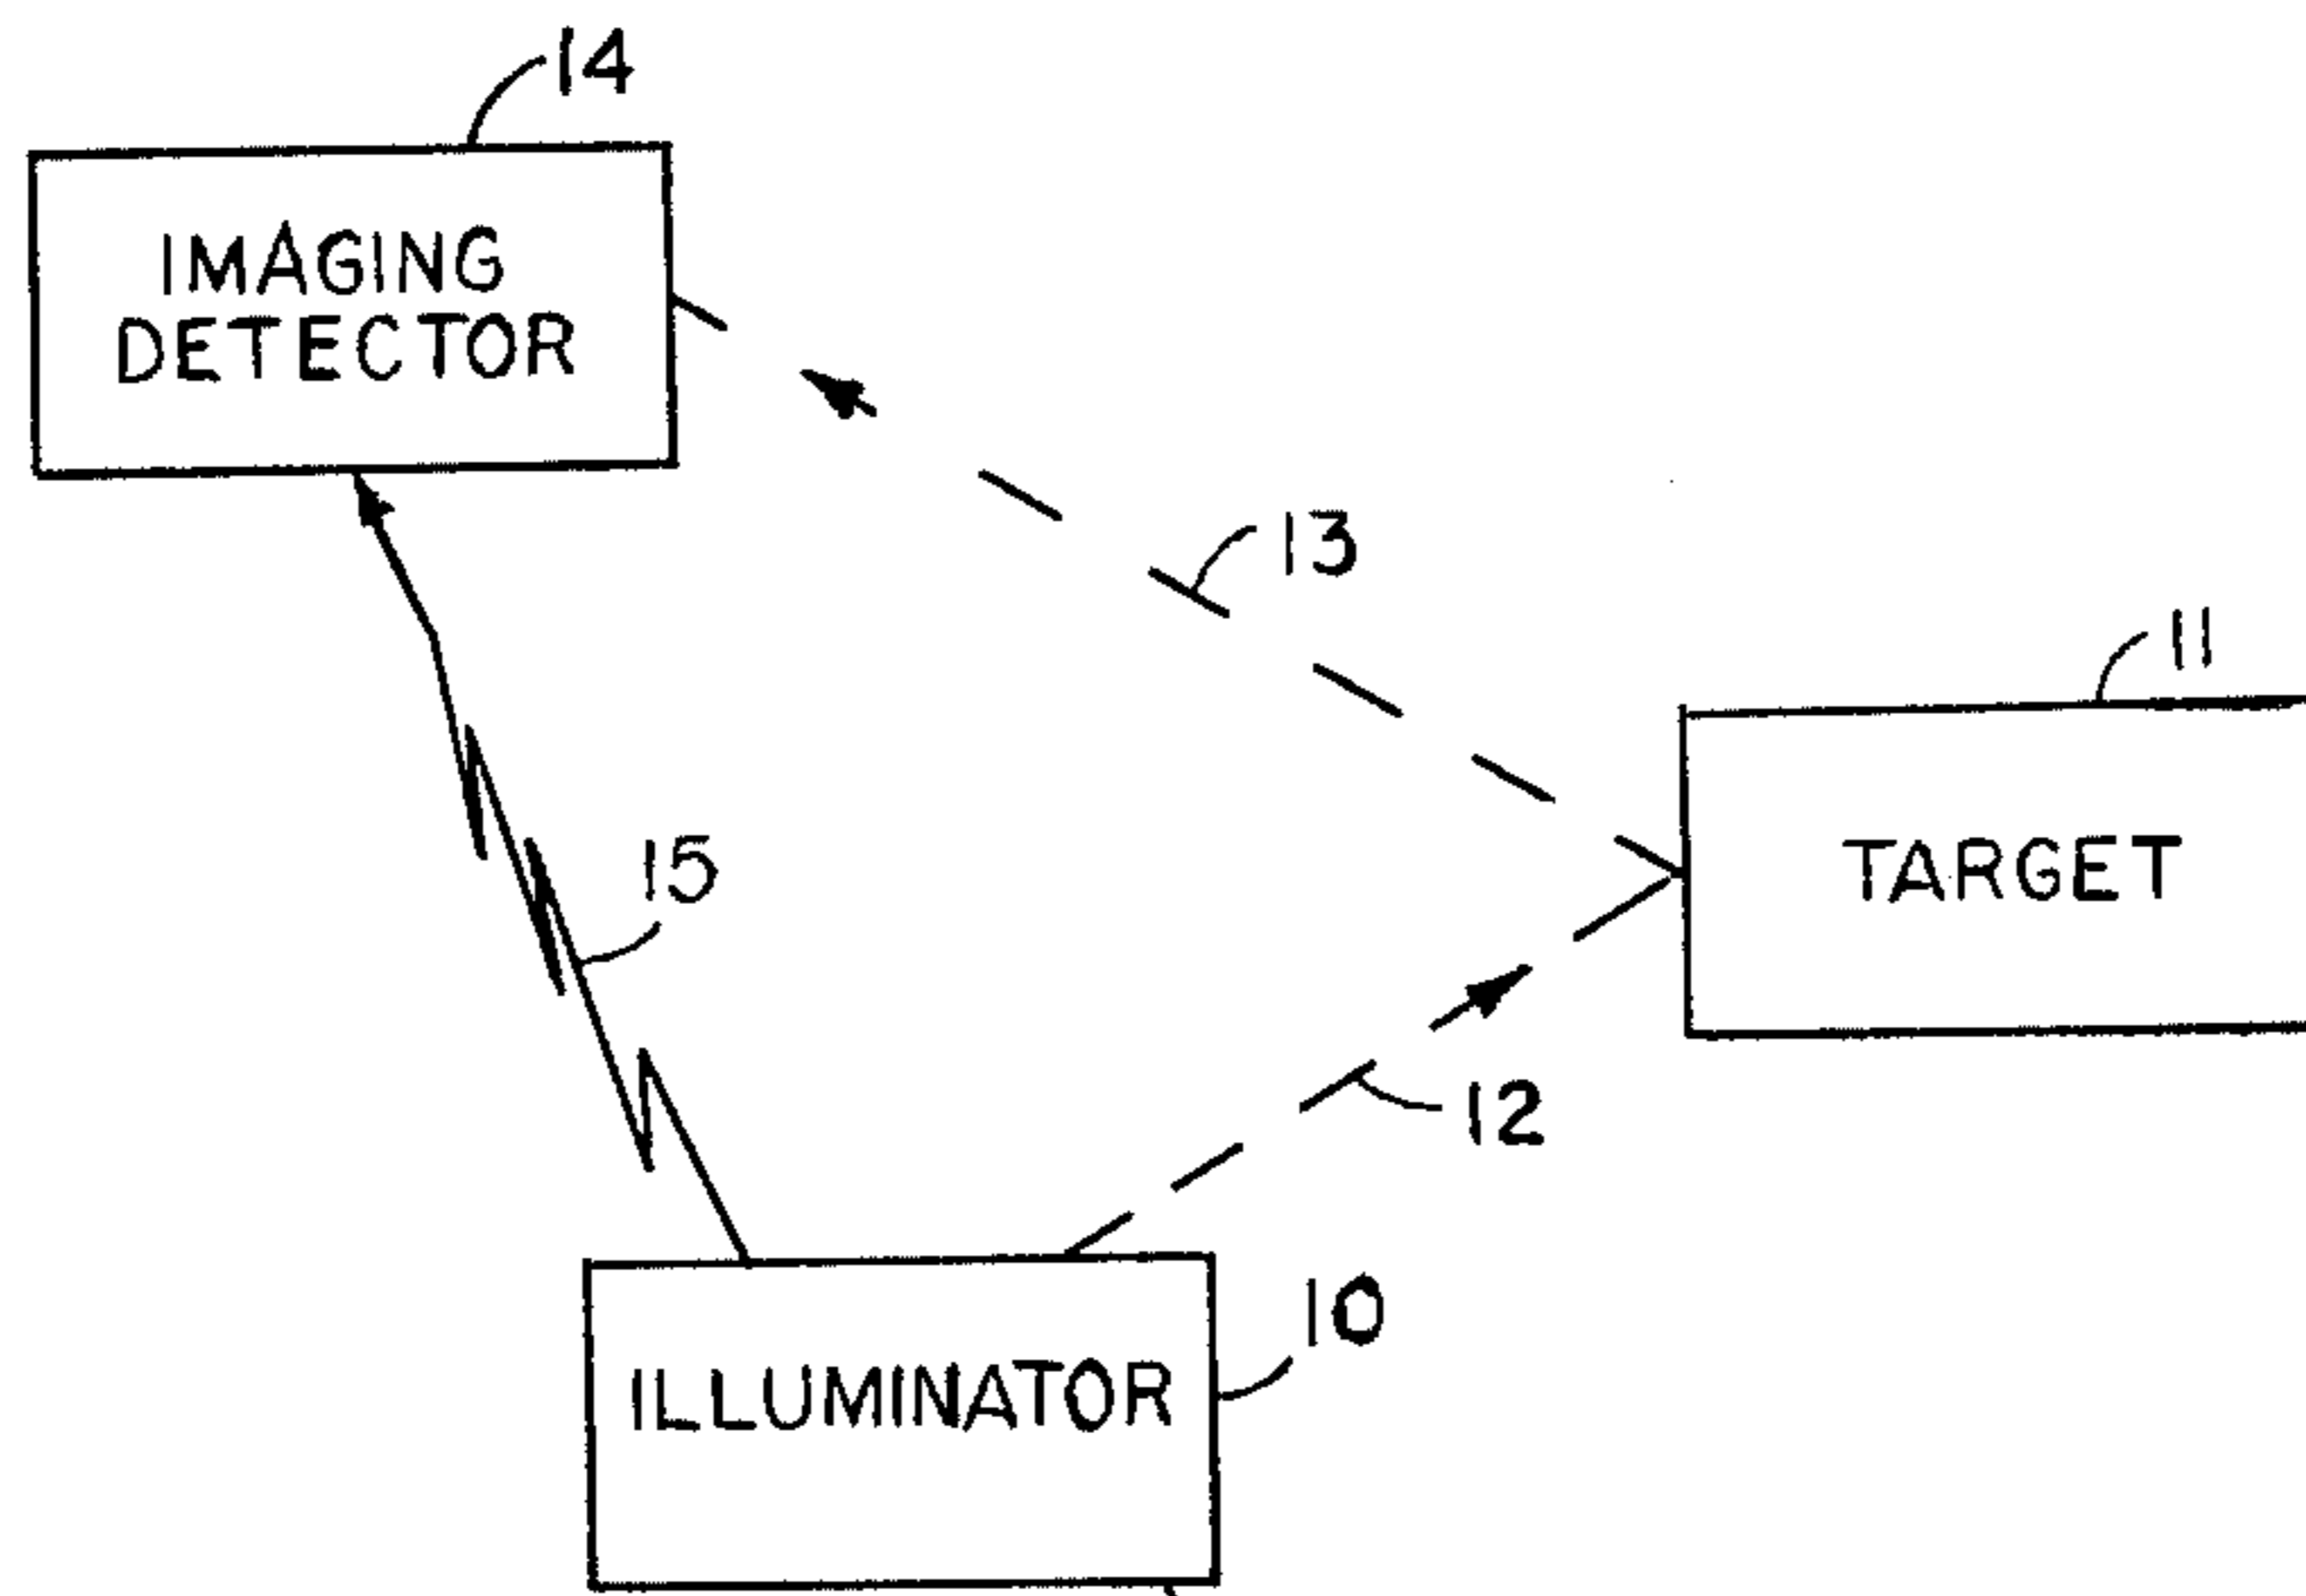 14
IMAGING
DETECTOR
13
11
TARGET
15
12
10
ILLUMINATOR